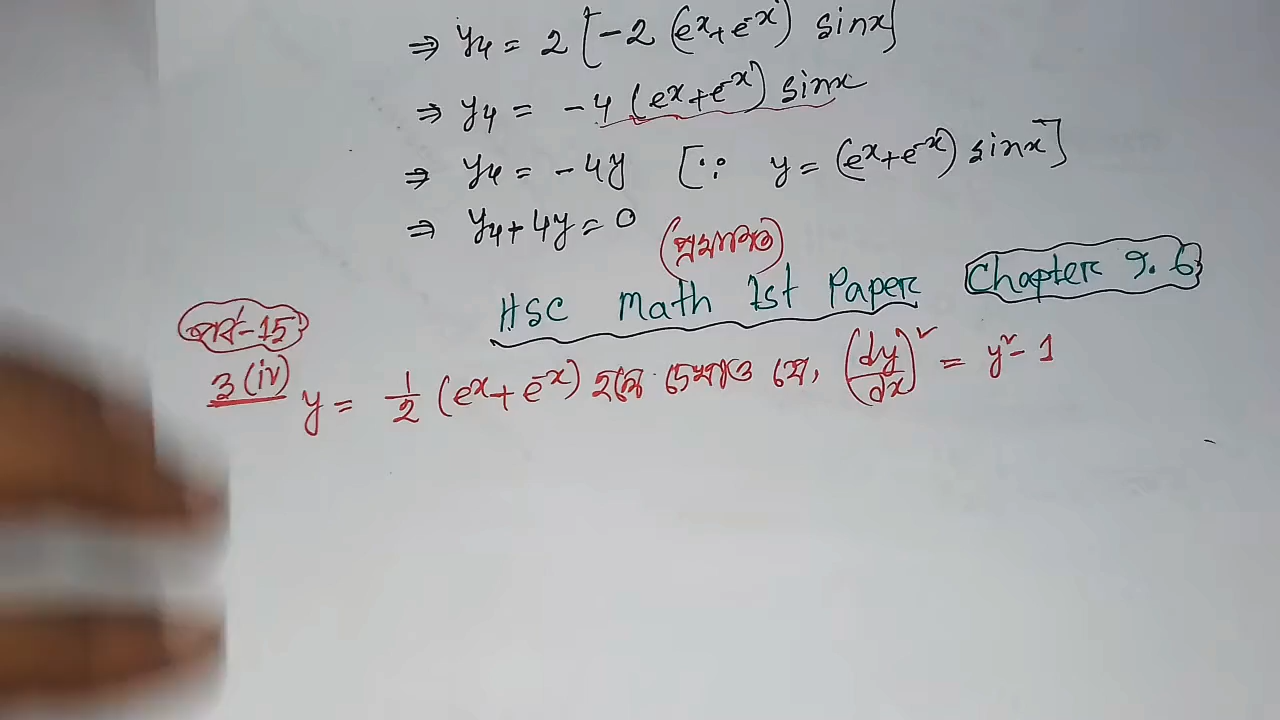 ⇒ y₄ = 2 [-2 (eˣ+e⁻ˣ) sinx]
⇒ y₄ = -4 (eˣ+e⁻ˣ) sinx
⇒ y₄ = -4y [∵ y = (eˣ+e⁻ˣ) sinx]
⇒ y₄+4y = 0 (প্রমাণিত)
HSC Math 1st Paper Chapter 9.6
পর্ব-15
3(iv) y = 1/2 (eˣ+e⁻ˣ) হলে দেখাও যে, (dy/dx)² = y²-1